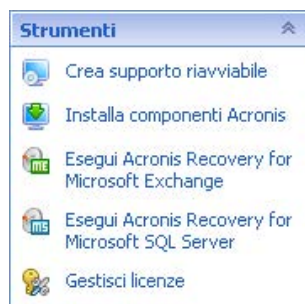 Strumenti
Crea supporto riavviabile
Installa componenti Acronis
Esegui Acronis Recovery for
Microsoft Exchange
Esegui Acronis Recovery for
Microsoft SQL Server
Gestisci licenze